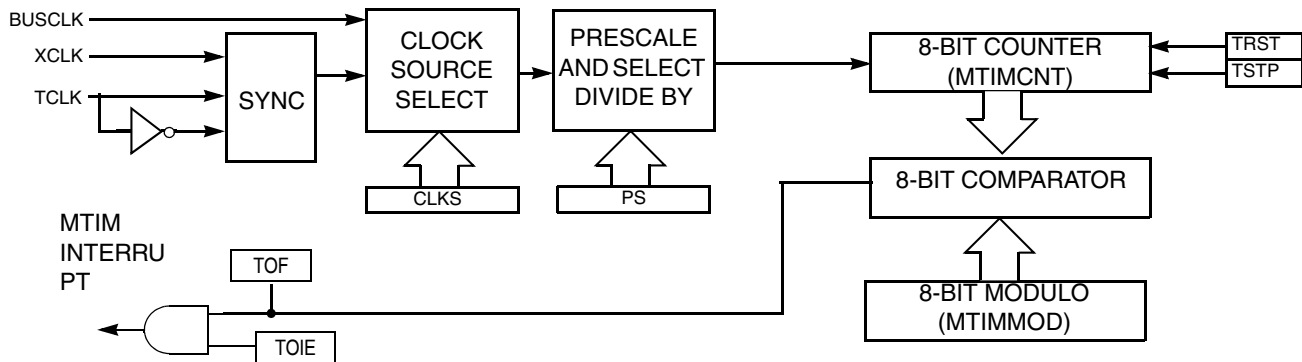 BUSCLK
XCLK
TCLK
SYNC
CLOCK
SOURCE
SELECT
CLKS
PRESCALE
AND SELECT
DIVIDE BY
PS
8-BIT COUNTER
(MTIMCNT)
TRST
TSTP
8-BIT COMPARATOR
8-BIT MODULO
(MTIMMOD)
MTIM
INTERRU
PT
TOF
TOIE